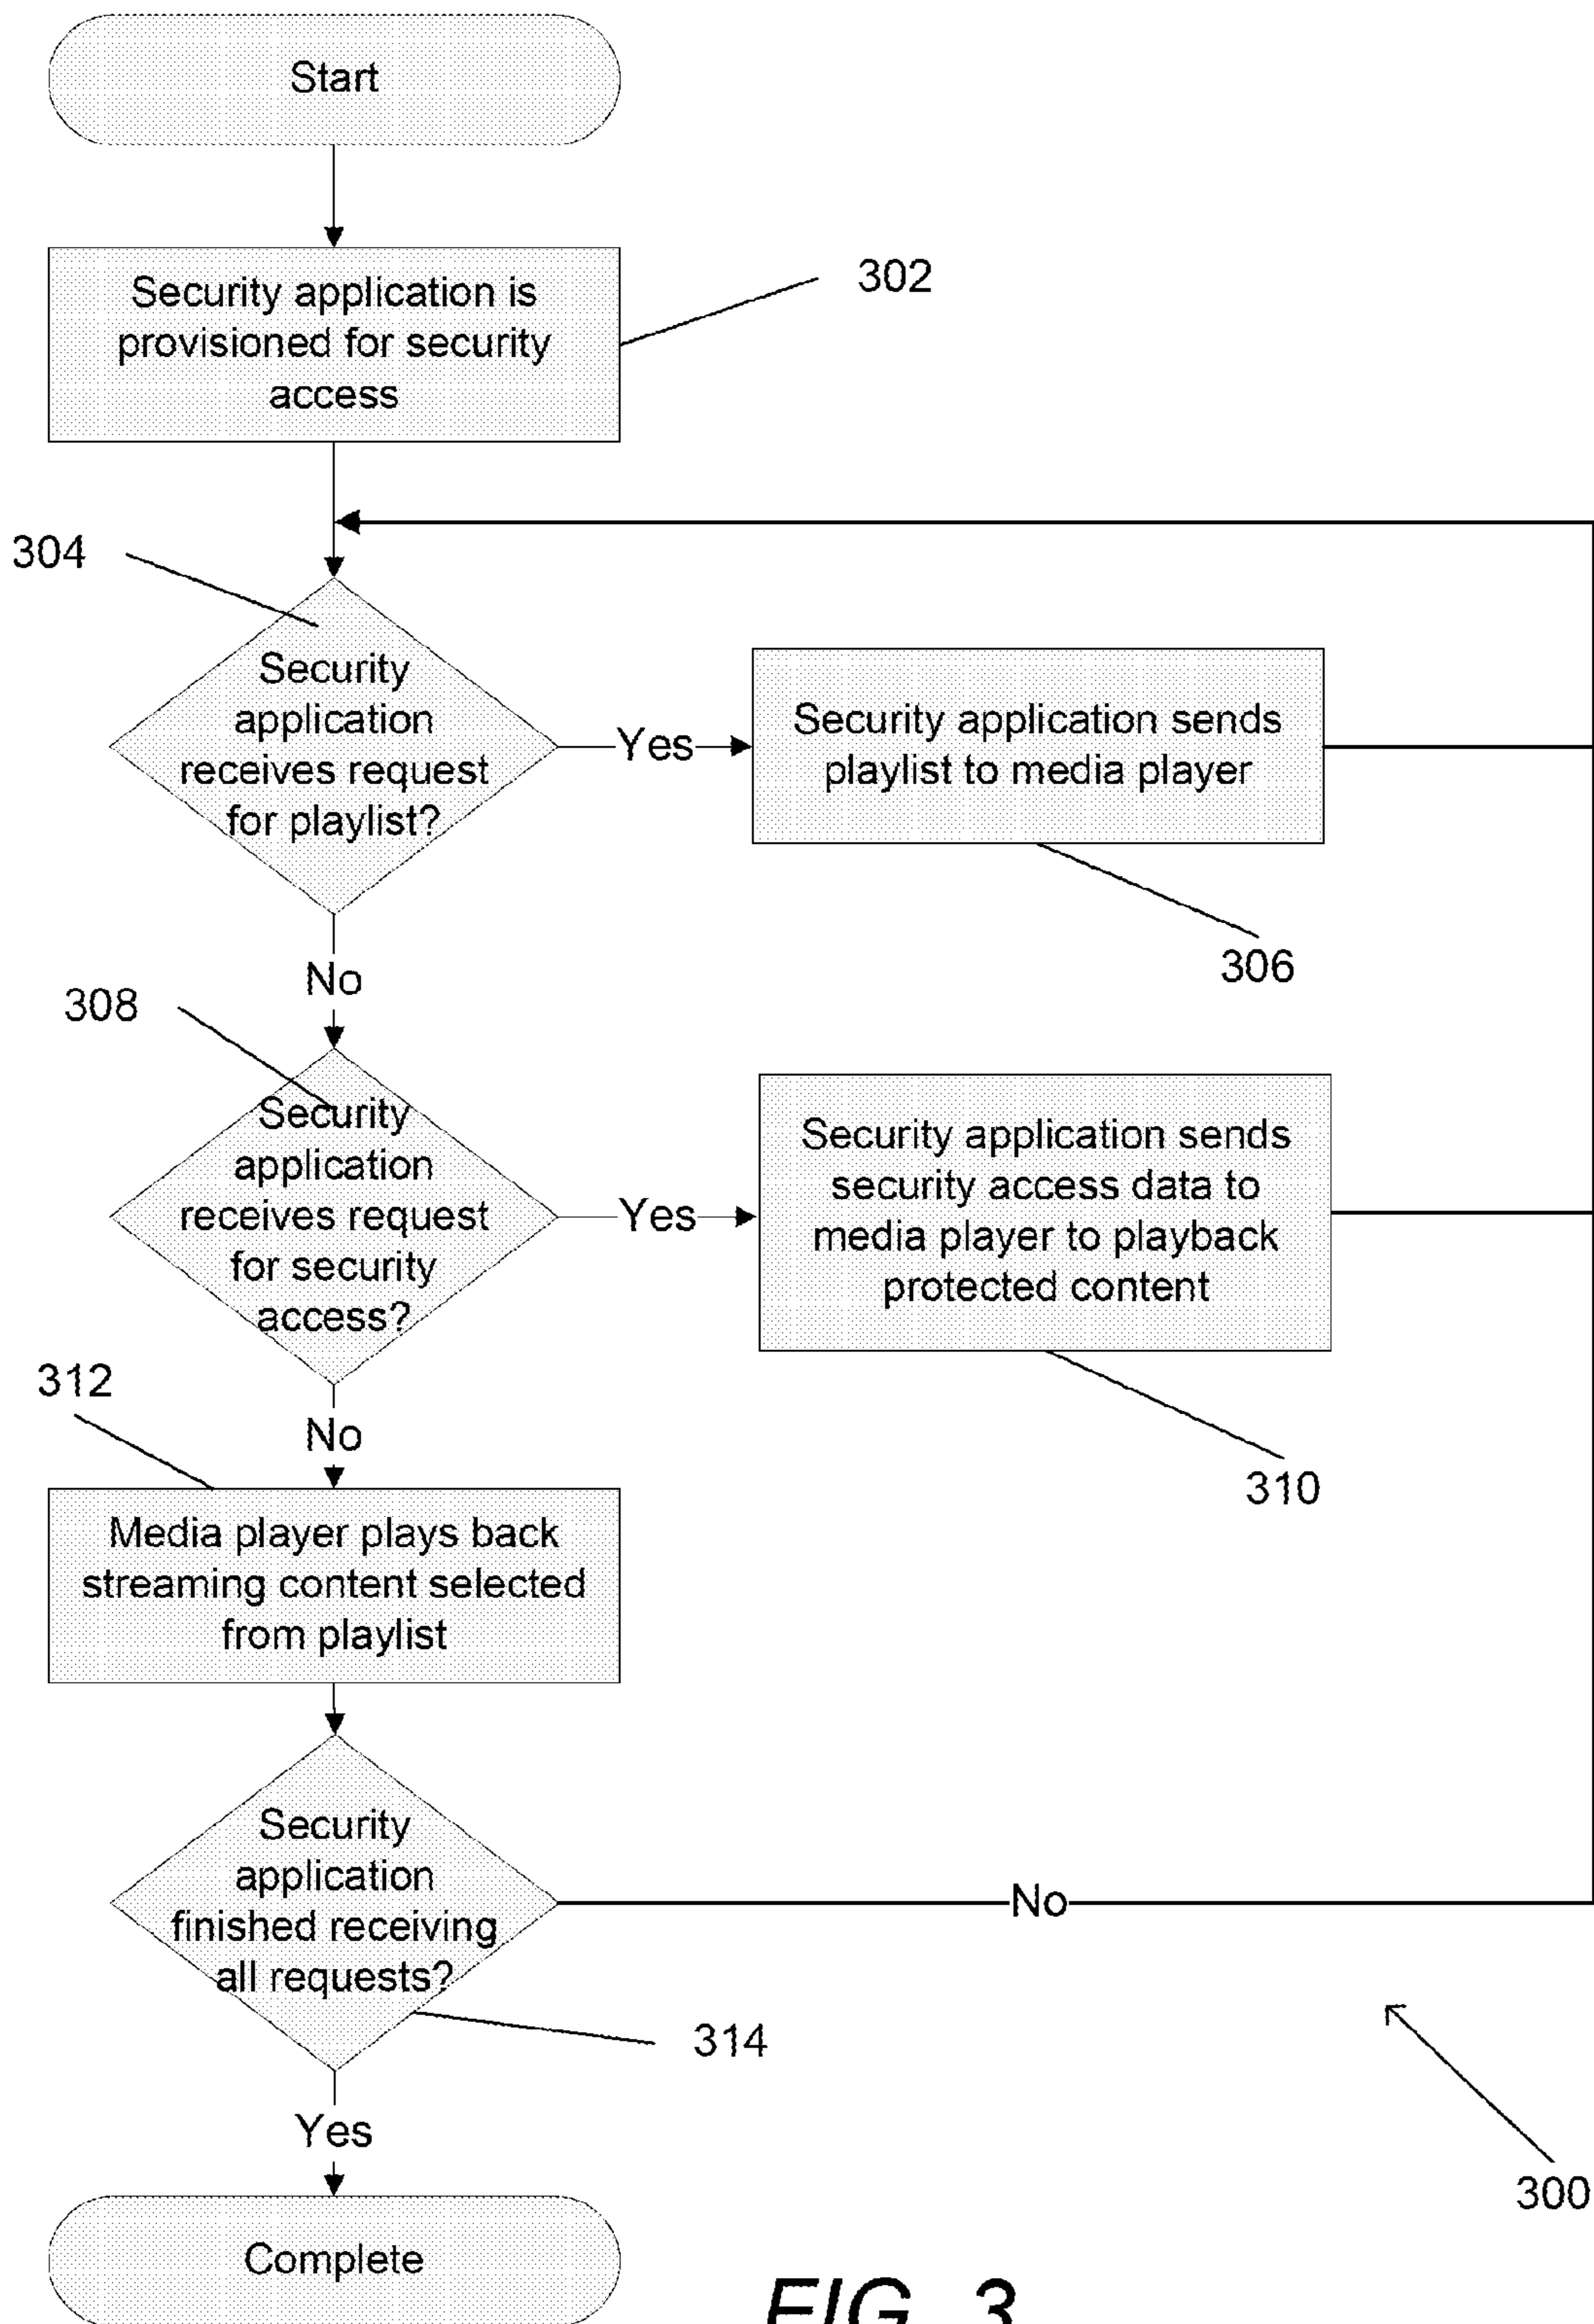 Start
Security application is
provisioned for security
access
302
304
Security
application
receives request
for playlist?
Yes
Security application sends
playlist to media player
306
No
308
Security
application
receives request
for security
access?
Yes
Security application sends
security access data to
media player to playback
protected content
310
No
312
Media player plays back
streaming content selected
from playlist
Security
application
finished receiving
all requests?
No
314
Yes
300
Complete
FIG. 3